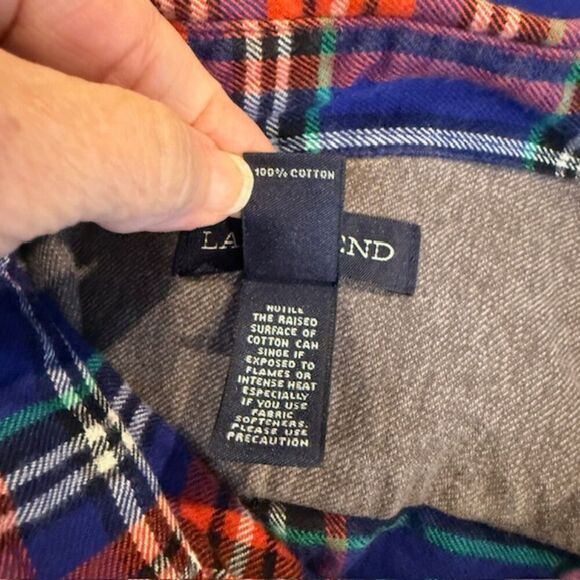 100% COTTON
LA END
NOTICE
THE RAISED
SURFACE OF
COTTON CAN
SINGE IF
EXPOSED TO
FLAMES OR
INTENSE HEAT
ESPECIALLY
IF YOU USE
FABRIC
SOFTENERS.
PLEASE USE
PRECAUTION